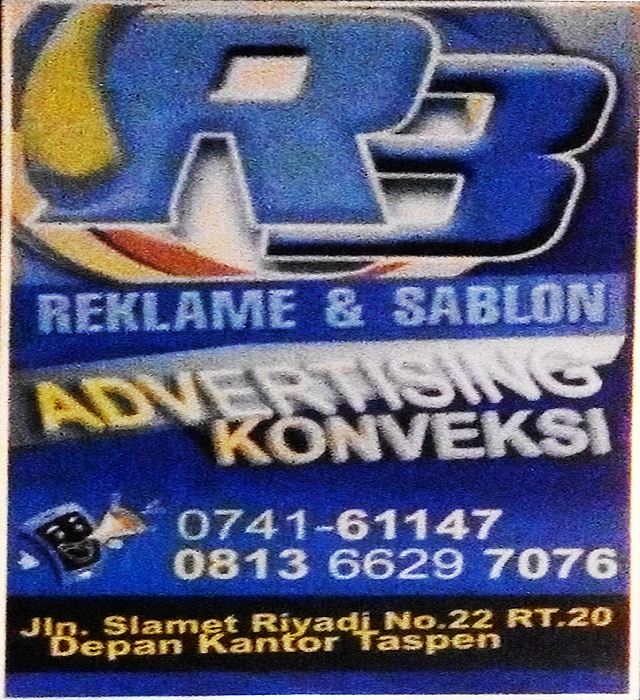 R3
REKLAME & SABLON
ADVERTISING
KONVEKSI
0741-61147
0813 6629 7076
Jln. Slamet Riyadi No.22 RT.20
Depan Kantor Taspen